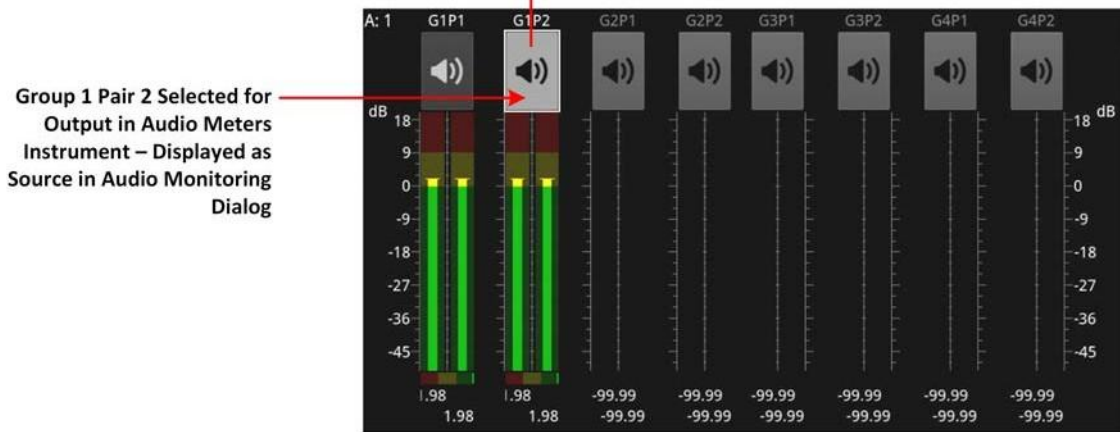 A: 1 G1P1 G1P2 G2P1 G2P2 G3P1 G3P2 G4P1 G4P2
Group 1 Pair 2 Selected for
Output in Audio Meters
Instrument – Displayed as
Source in Audio Monitoring
Dialog
dB dB
18 18
9 9
0 0
-9 -9
-18 -18
-27 -27
-36 -36
-45 -45
.98 .98 -99.99 -99.99 -99.99 -99.99 -99.99 -99.99
1.98 1.98 -99.99 -99.99 -99.99 -99.99 -99.99 -99.99